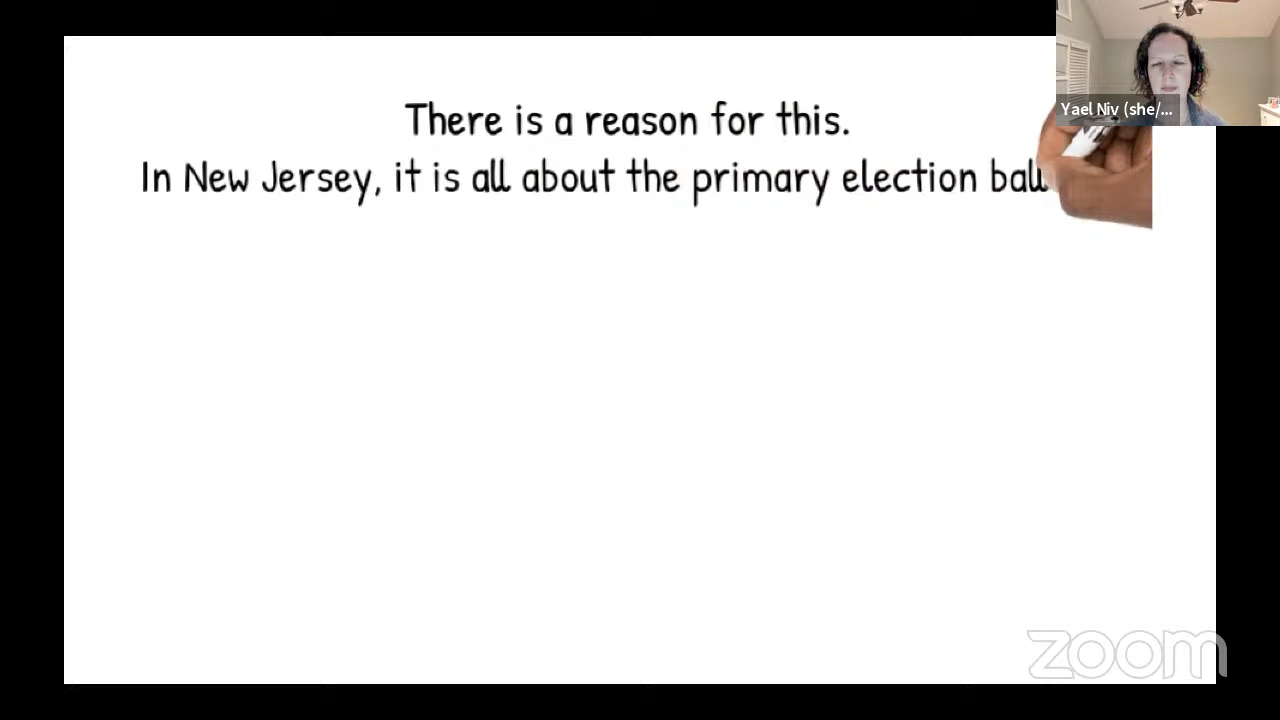 Yael Niv (she/...
There is a reason for this.
In New Jersey, it is all about the primary election ball
zoom